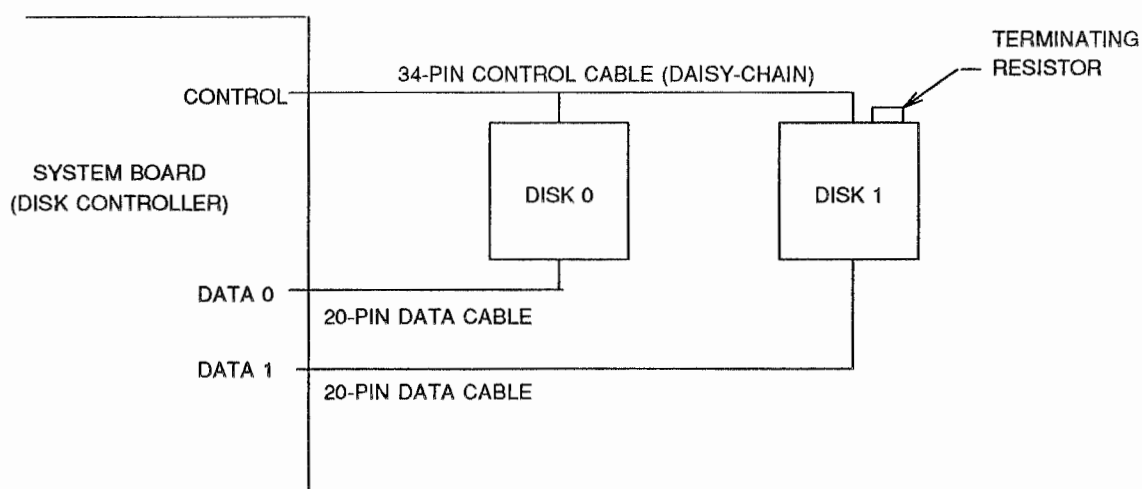 TERMINATING
RESISTOR
34-PIN CONTROL CABLE (DAISY-CHAIN)
CONTROL
SYSTEM BOARD
(DISK CONTROLLER)
DISK 0
DISK 1
DATA 0
20-PIN DATA CABLE
DATA 1
20-PIN DATA CABLE